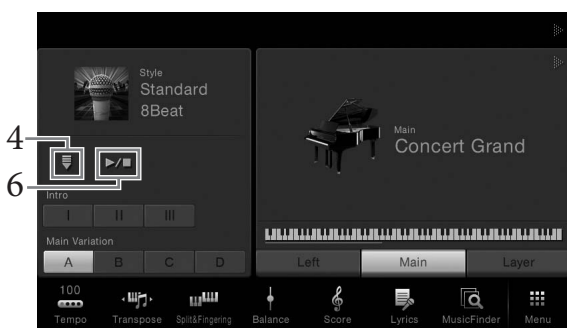 Style
Standard
8Beat
4
6
Intro
I II III
Main Variation
A B C D
Main
Concert Grand
Left Main Layer
100
Tempo Transpose Split&Fingering Balance Score Lyrics MusicFinder Menu